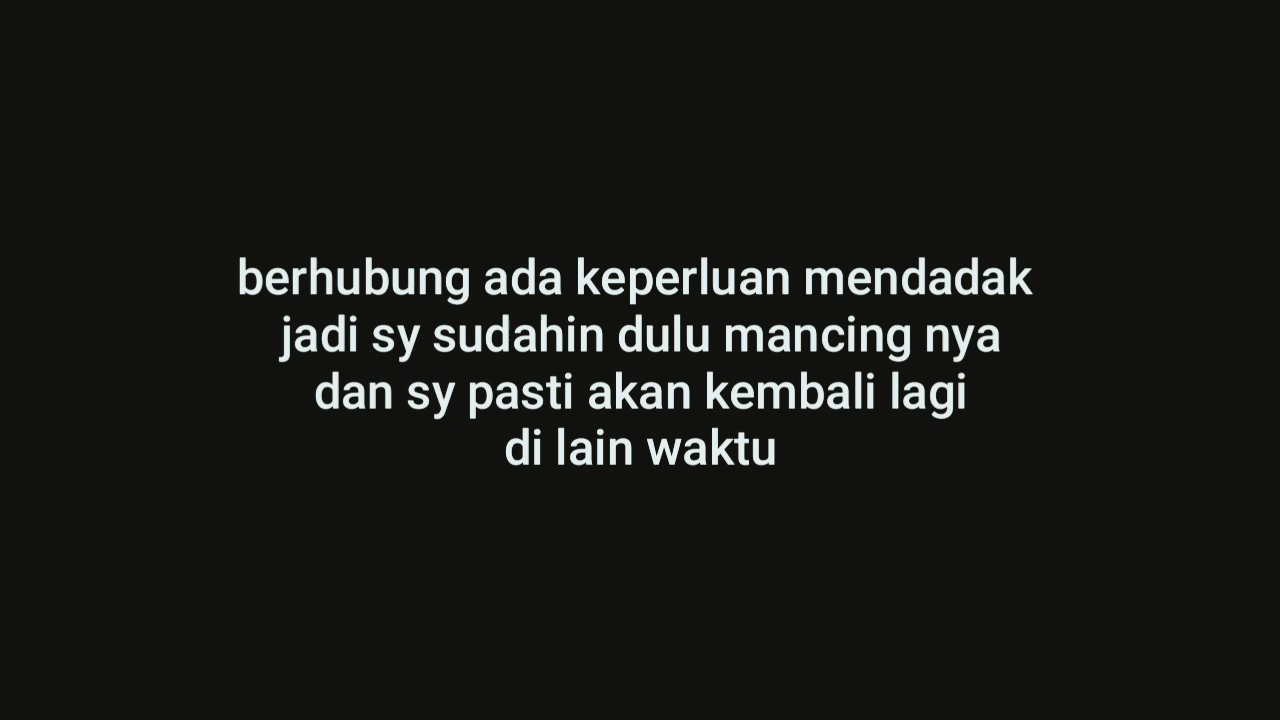 berhubung ada keperluan mendadak
jadi sy sudahin dulu mancing nya
dan sy pasti akan kembali lagi
di lain waktu